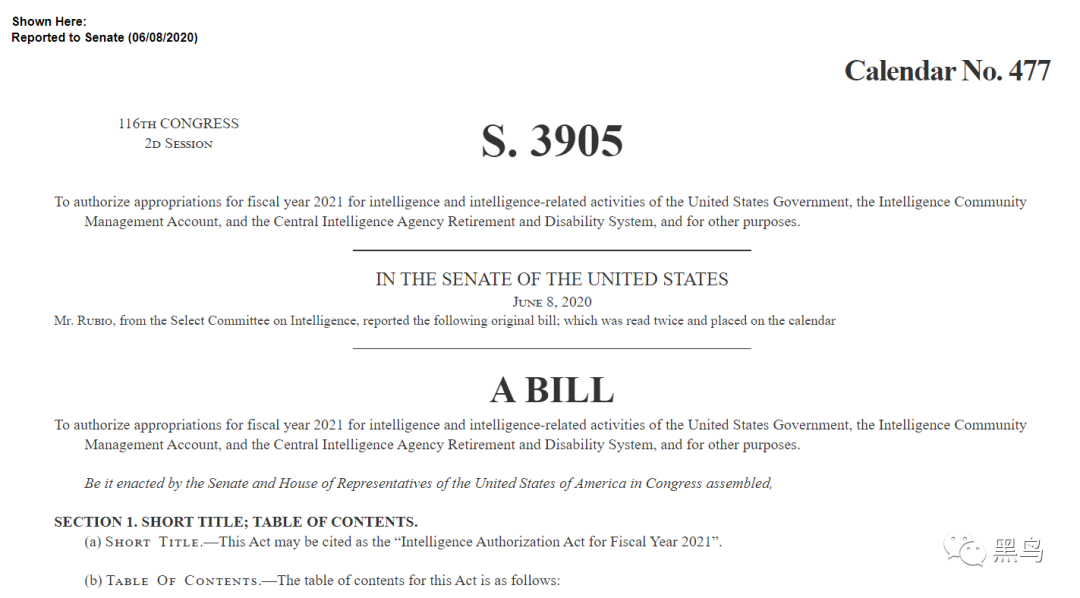 Shown Here:
Reported to Senate (06/08/2020)
Calendar No. 477
116TH CONGRESS
2D SESSION
S. 3905
To authorize appropriations for fiscal year 2021 for intelligence and intelligence-related activities of the United States Government, the Intelligence Community
Management Account, and the Central Intelligence Agency Retirement and Disability System, and for other purposes.
IN THE SENATE OF THE UNITED STATES
JUNE 8, 2020
Mr. RUBIO, from the Select Committee on Intelligence, reported the following original bill; which was read twice and placed on the calendar
A BILL
To authorize appropriations for fiscal year 2021 for intelligence and intelligence-related activities of the United States Government, the Intelligence Community
Management Account, and the Central Intelligence Agency Retirement and Disability System, and for other purposes.
Be it enacted by the Senate and House of Representatives of the United States of America in Congress assembled,
SECTION 1. SHORT TITLE; TABLE OF CONTENTS.
(a) SHORT TITLE.—This Act may be cited as the “Intelligence Authorization Act for Fiscal Year 2021”.
(b) TABLE OF CONTENTS.—The table of contents for this Act is as follows:
黑鸟